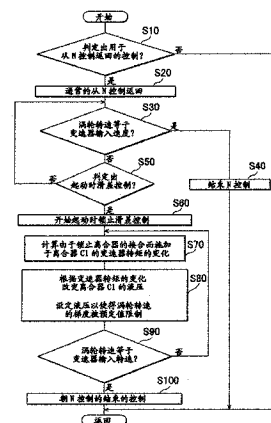 开始
S10
判定出用于
从N控制返回的控制?
否
是
S20
通常的从N控制返回
S30
涡轮转速等于
变速器输入速度?
是
否
S50
判定出
起动时滑差控制?
否
是
S40
结束N控制
S60
开始起动时锁止滑差控制
S70
计算由于锁止离合器的接合而施加
于离合器C1的变速器转矩的变化
S80
根据变速器转矩的变化
改变离合器C1的液压
设定液压以使得涡轮转速
的梯度被预定值限制
S90
涡轮转速等于
变速器输入转速?
否
是
S100
朝N控制的结束的控制
返回